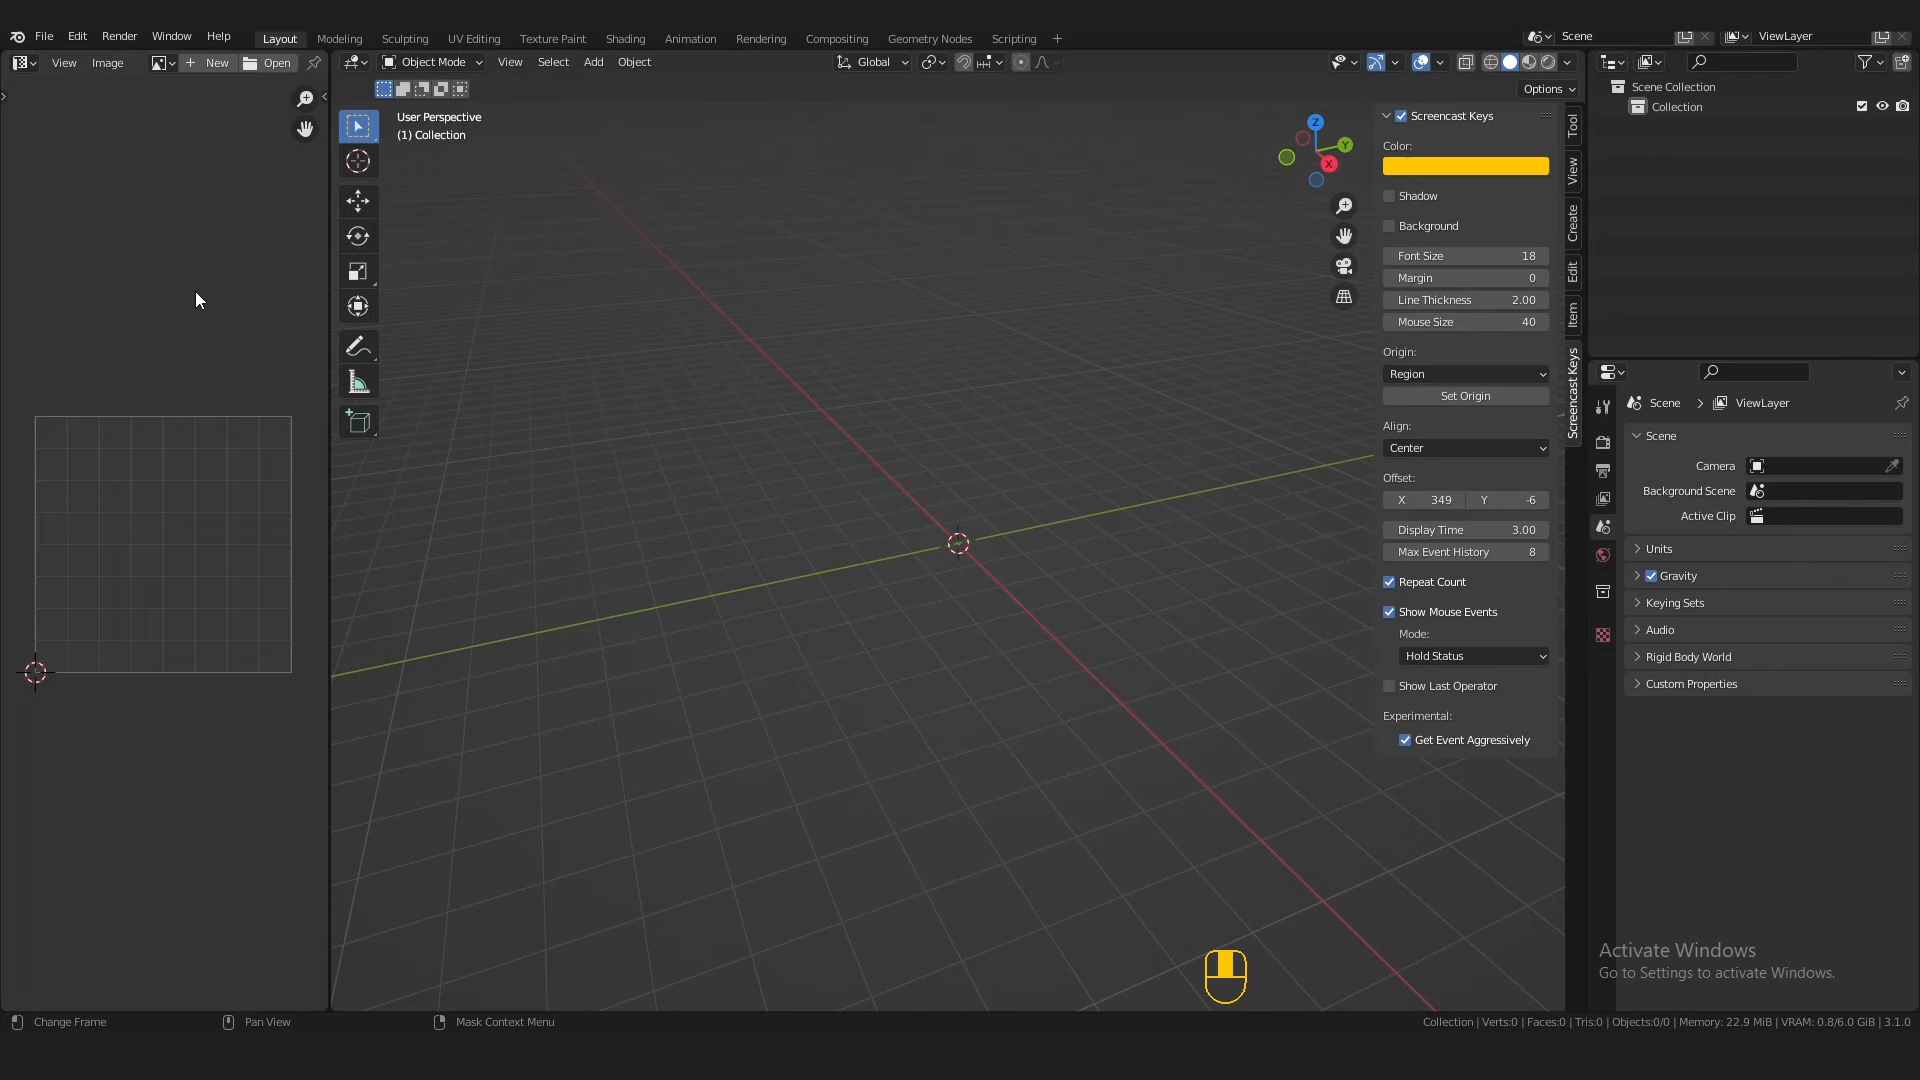 File Edit Render Window Help Layout Modeling Sculpting UV Editing Texture Paint Shading Animation Rendering Compositing Geometry Nodes Scripting + Scene ViewLayer
View Image New Open Object Mode View Select Add Object Global
Options
User Perspective
(1) Collection
Z
Y
X
Screencast Keys
Color:
Shadow
Background
Font Size 18
Margin 0
Line Thickness 2.00
Mouse Size 40
Origin:
Region
Set Origin
Align:
Center
Offset:
X 349 Y -6
Display Time 3.00
Max Event History 8
Repeat Count
Show Mouse Events
Mode:
Hold Status
Show Last Operator
Experimental:
Get Event Aggressively
Tool
View
Create
Edit
Item
Screencast Keys
Scene Collection
Collection
Scene ViewLayer
Scene
Camera
Background Scene
Active Clip
Units
Gravity
Keying Sets
Audio
Rigid Body World
Custom Properties
Activate Windows
Go to Settings to activate Windows.
Change Frame Pan View Mask Context Menu Collection | Verts:0 | Faces:0 | Tris:0 | Objects:0/0 | Memory: 22.9 MiB | VRAM: 0.8/6.0 GiB | 3.1.0